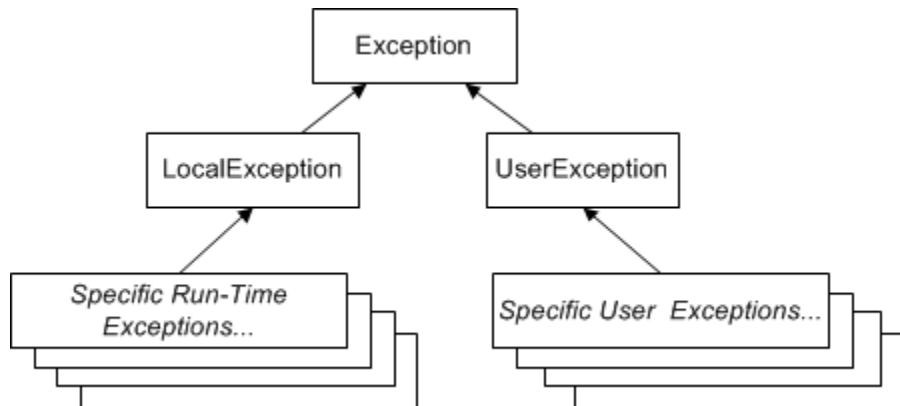 Exception
LocalException
UserException
Specific Run-Time
Exceptions...
Specific User Exceptions...